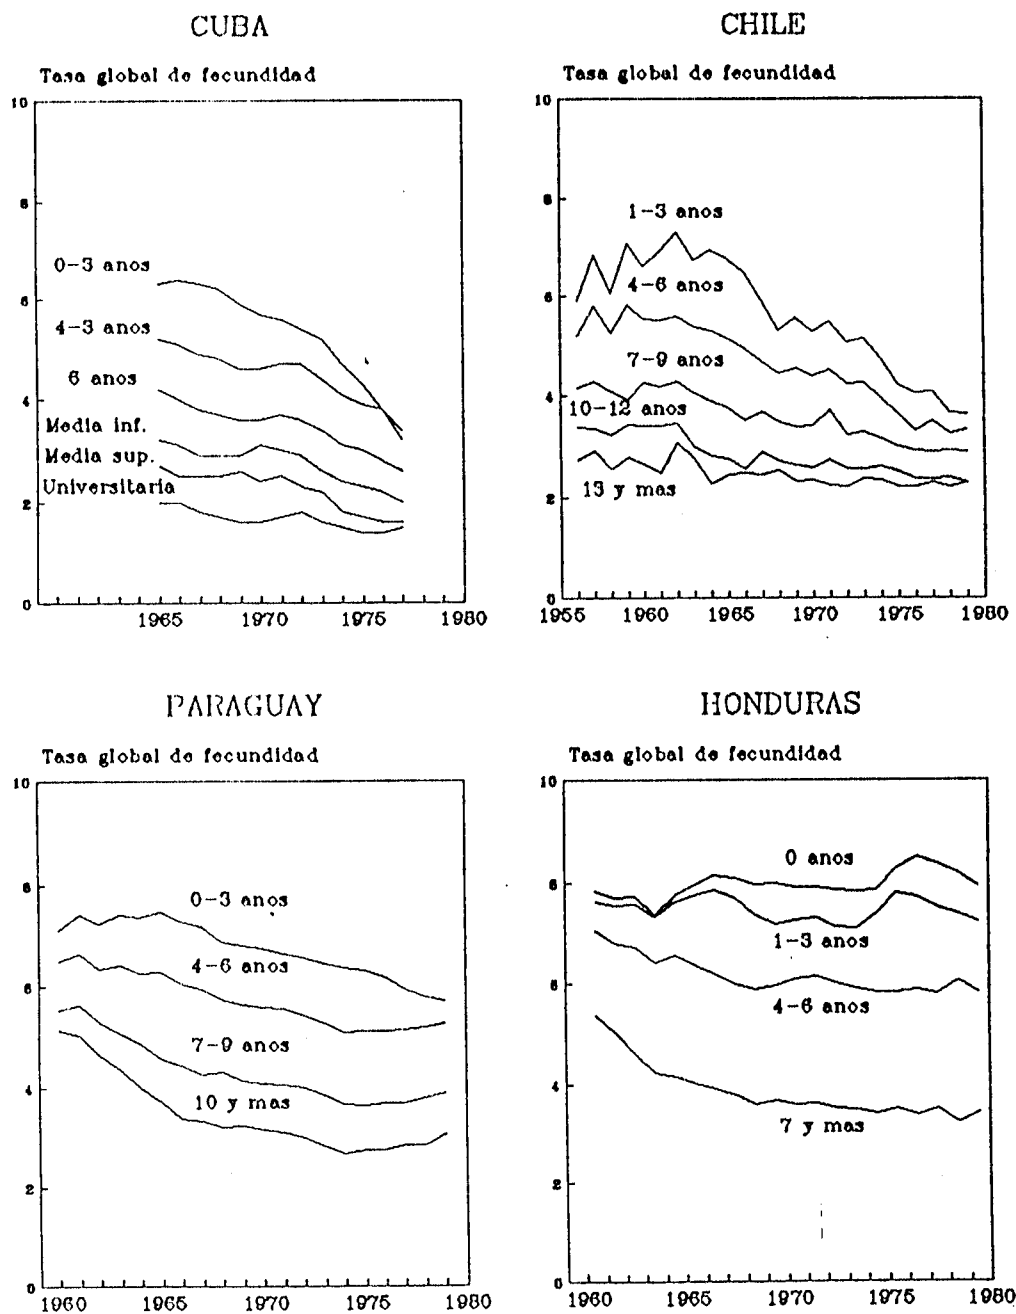 CUBA
Tasa global de fecundidad
10
8
6
4
2
0
0-3 anos
4-3 anos
6 anos
Media inf.
Media sup.
Universitaria
1965 1970 1975 1980
CHILE
Tasa global de fecundidad
10
8
6
4
2
0
1-3 anos
4-6 anos
7-9 anos
10-12 anos
13 y mas
1955 1960 1965 1970 1975 1980
PARAGUAY
Tasa global de fecundidad
10
8
6
4
2
0
0-3 anos
4-6 anos
7-9 anos
10 y mas
1960 1965 1970 1975 1980
HONDURAS
Tasa global de fecundidad
10
8
6
4
2
0
0 anos
1-3 anos
4-6 anos
7 y mas
1960 1965 1970 1975 1980